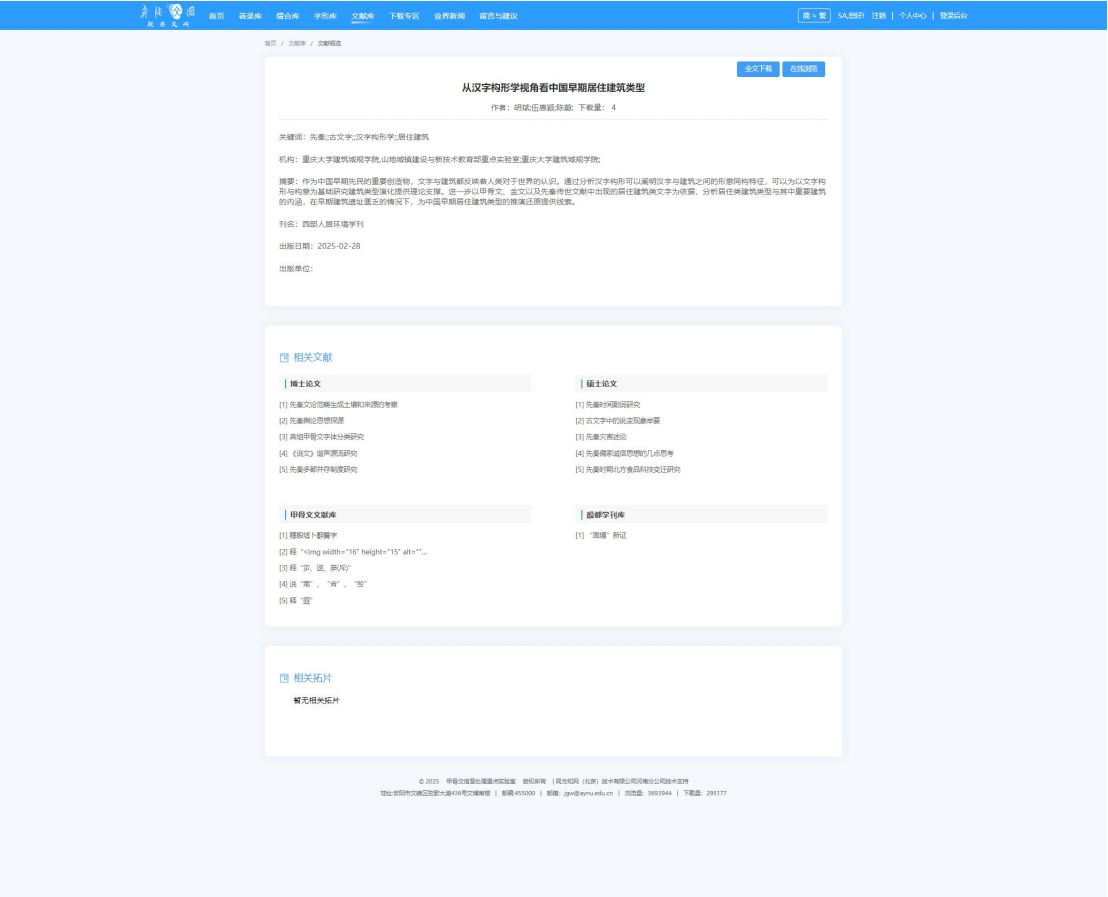 殷契文渊
首页 著录库 缀合库 字形库 文献库 下载专区 业界新闻 留言与建议 简 繁 SA,您好! 注销 | 个人中心 | 登录后台
首页 / 文献库 / 文献概览
全文下载 在线浏览
从汉字构形学视角看中国早期居住建筑类型
作者：胡斌;伍恩颖;陈蔚; 下载量： 4
关键词：先秦;;古文字;;汉字构形学;;居住建筑
机构：重庆大学建筑城规学院,山地城镇建设与新技术教育部重点实验室;重庆大学建筑城规学院;
摘要：作为中国早期先民的重要创造物，文字与建筑都反映着人类对于世界的认识。通过分析汉字构形可以阐明汉字与建筑之间的形意同构特征，可以为以文字构
形与构意为基础研究建筑类型演化提供理论支撑。进一步以甲骨文、金文以及先秦传世文献中出现的居住建筑类文字为依据，分析居住类建筑类型与其中重要建筑
的内涵，在早期建筑遗址匮乏的情况下，为中国早期居住建筑类型的推演还原提供线索。
刊名：西部人居环境学刊
出版日期：2025-02-28
出版单位：
相关文献
博士论文
[1] 先秦文论范畴生成土壤和来源的考察
[2] 先秦舆论思想探源
[3] 宾组甲骨文字体分类研究
[4] 《说文》谐声源流研究
[5] 先秦多都并存制度研究
硕士论文
[1] 先秦时间副词研究
[2] 古文字中的讹变现象举要
[3] 先秦灾害述论
[4] 先秦儒家诚信思想的几点思考
[5] 先秦时期北方食品科技变迁研究
甲骨文文献库
[1] 殷墟卜辞
[2] 释“<img width="16" height="15" alt=""...
[3] 释
[4] 说“南”、“肯”、
[5] 释
殷都学刊库
[1] 新证
相关拓片
暂无相关拓片
© 2025 甲骨文信息处理重点实验室 版权所有 | 同方知网（北京）技术有限公司河南分公司技术支持
地址:安阳市文峰区弦歌大道436号文博南楼 | 邮编:455000 | 邮箱：jgw@aynu.edu.cn | 浏览量：3693944 | 下载量：295177